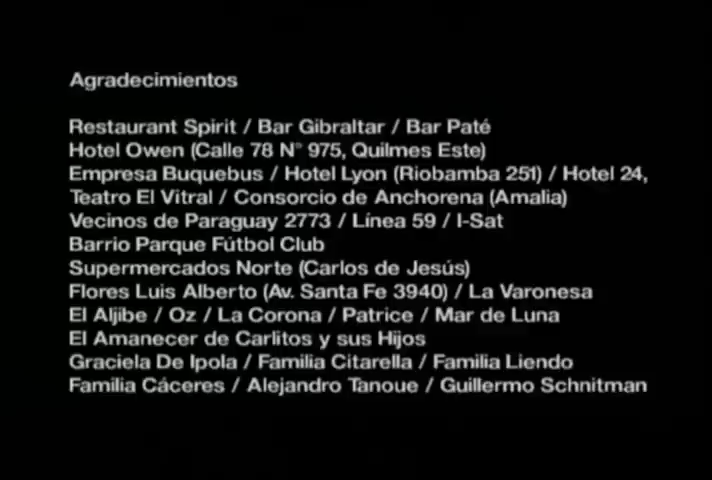 Agradecimientos
Restaurant Spirit / Bar Gibraltar / Bar Paté
Hotel Owen (Calle 78 N° 975, Quilmes Este)
Empresa Buquebus / Hotel Lyon (Riobamba 251) / Hotel 24,
Teatro El Vitral / Consorcio de Anchorena (Amalia)
Vecinos de Paraguay 2773 / Línea 59 / I-Sat
Barrio Parque Fútbol Club
Supermercados Norte (Carlos de Jesús)
Flores Luis Alberto (Av. Santa Fe 3940) / La Varonesa
El Aljibe / Oz / La Corona / Patrice / Mar de Luna
El Amanecer de Carlitos y sus Hijos
Graciela De Ipola / Familia Citarella / Familia Liendo
Familia Cáceres / Alejandro Tanoue / Guillermo Schnitman